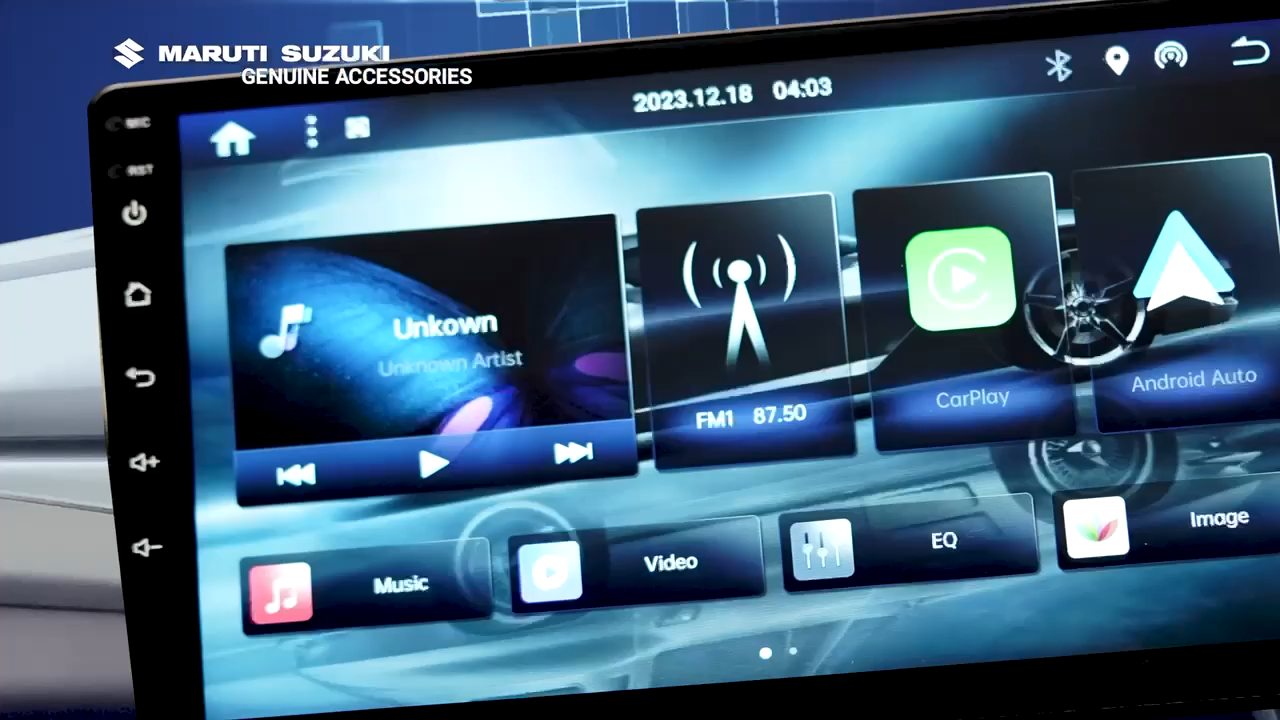 MARUTI SUZUKI
GENUINE ACCESSORIES
2023.12.18 04:03
MIC
RST
Unkown
Unknown Artist
FM1 87.50
CarPlay
Android Auto
Music
Video
EQ
Image